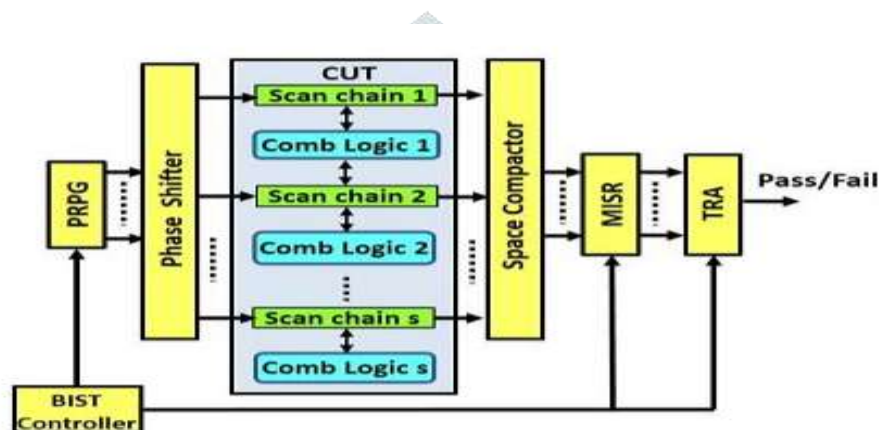 CUT
Scan chain 1
Comb Logic 1
Scan chain 2
Comb Logic 2
Scan chain s
Comb Logic s
PRPG
Phase Shifter
Space Compactor
MISR
TRA
Pass/Fail
BIST
Controller